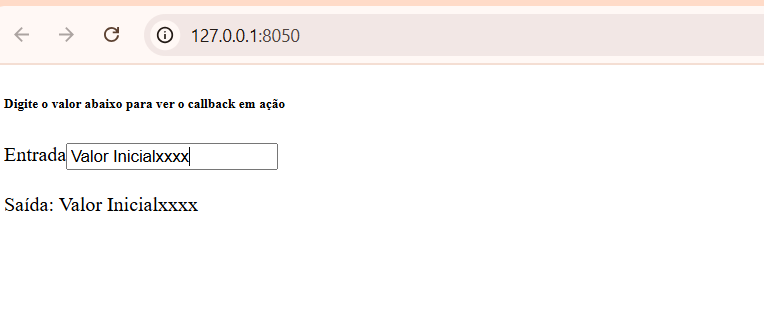 127.0.0.1:8050
Digite o valor abaixo para ver o callback em ação
Entrada Valor Inicialxxxx
Saída: Valor Inicialxxxx